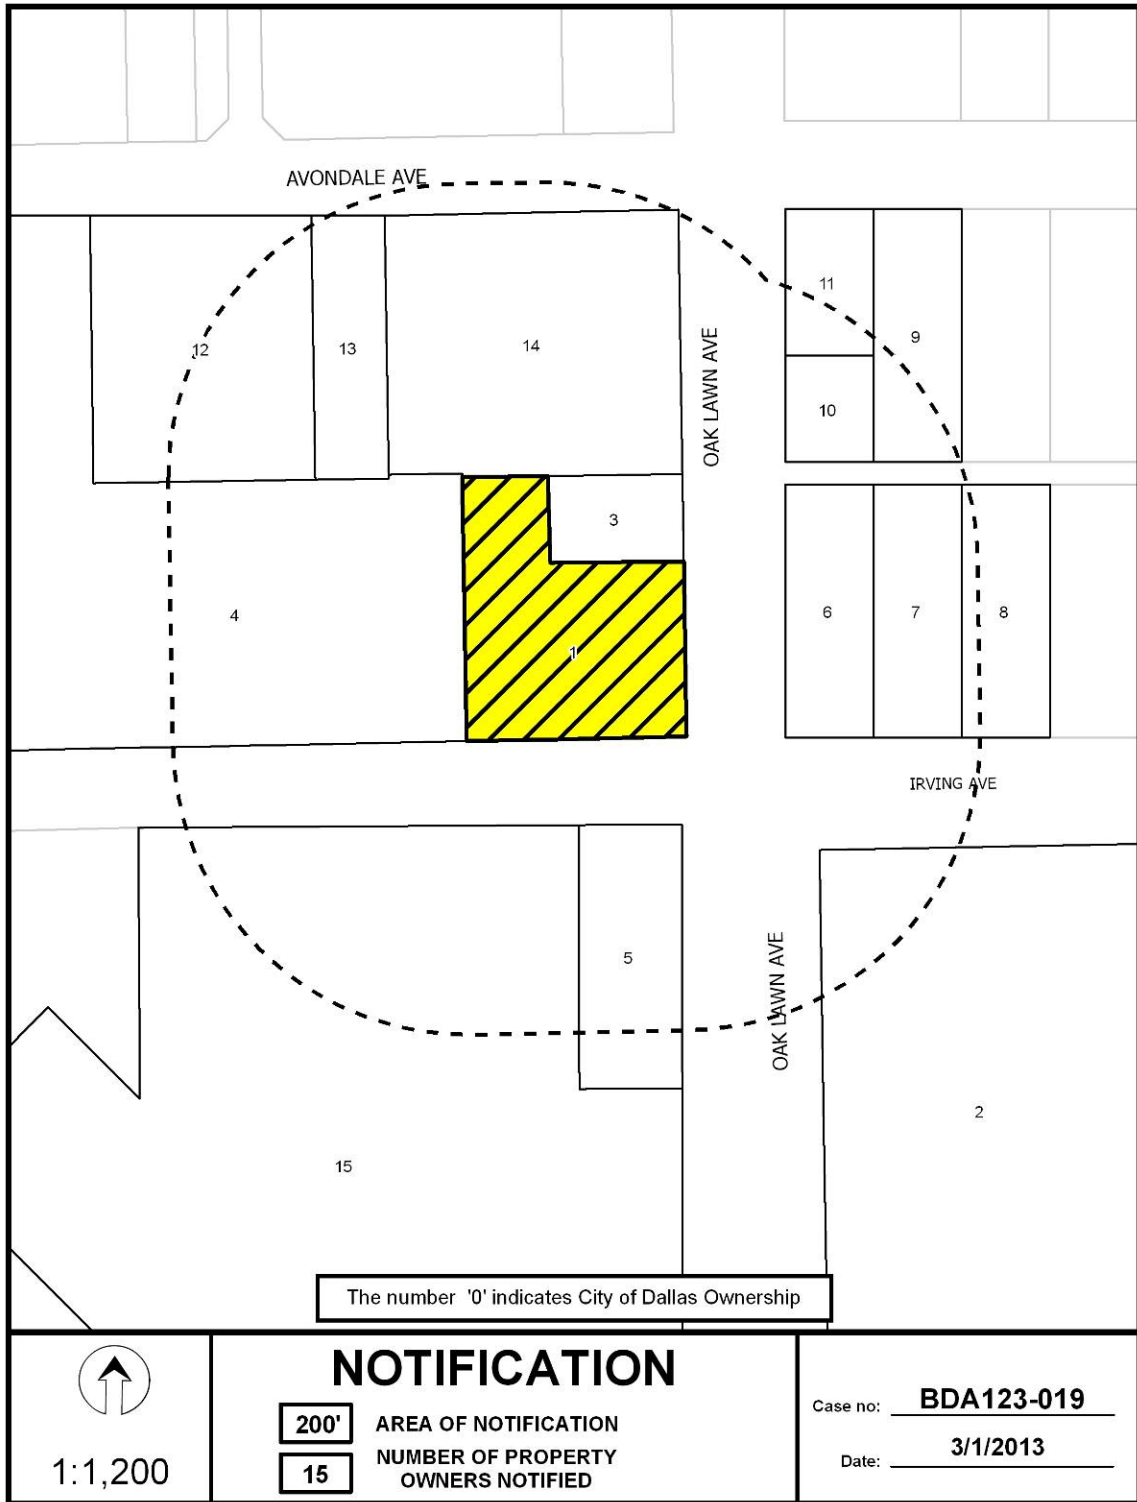 AVONDALE AVE
11
9
12
13
14
OAK LAWN AVE
10
3
4
6
7
8
1
IRVING AVE
5
OAK LAWN AVE
2
15
The number '0' indicates City of Dallas Ownership
1:1,200
NOTIFICATION
200' AREA OF NOTIFICATION
15 NUMBER OF PROPERTY
OWNERS NOTIFIED
Case no: BDA123-019
Date: 3/1/2013